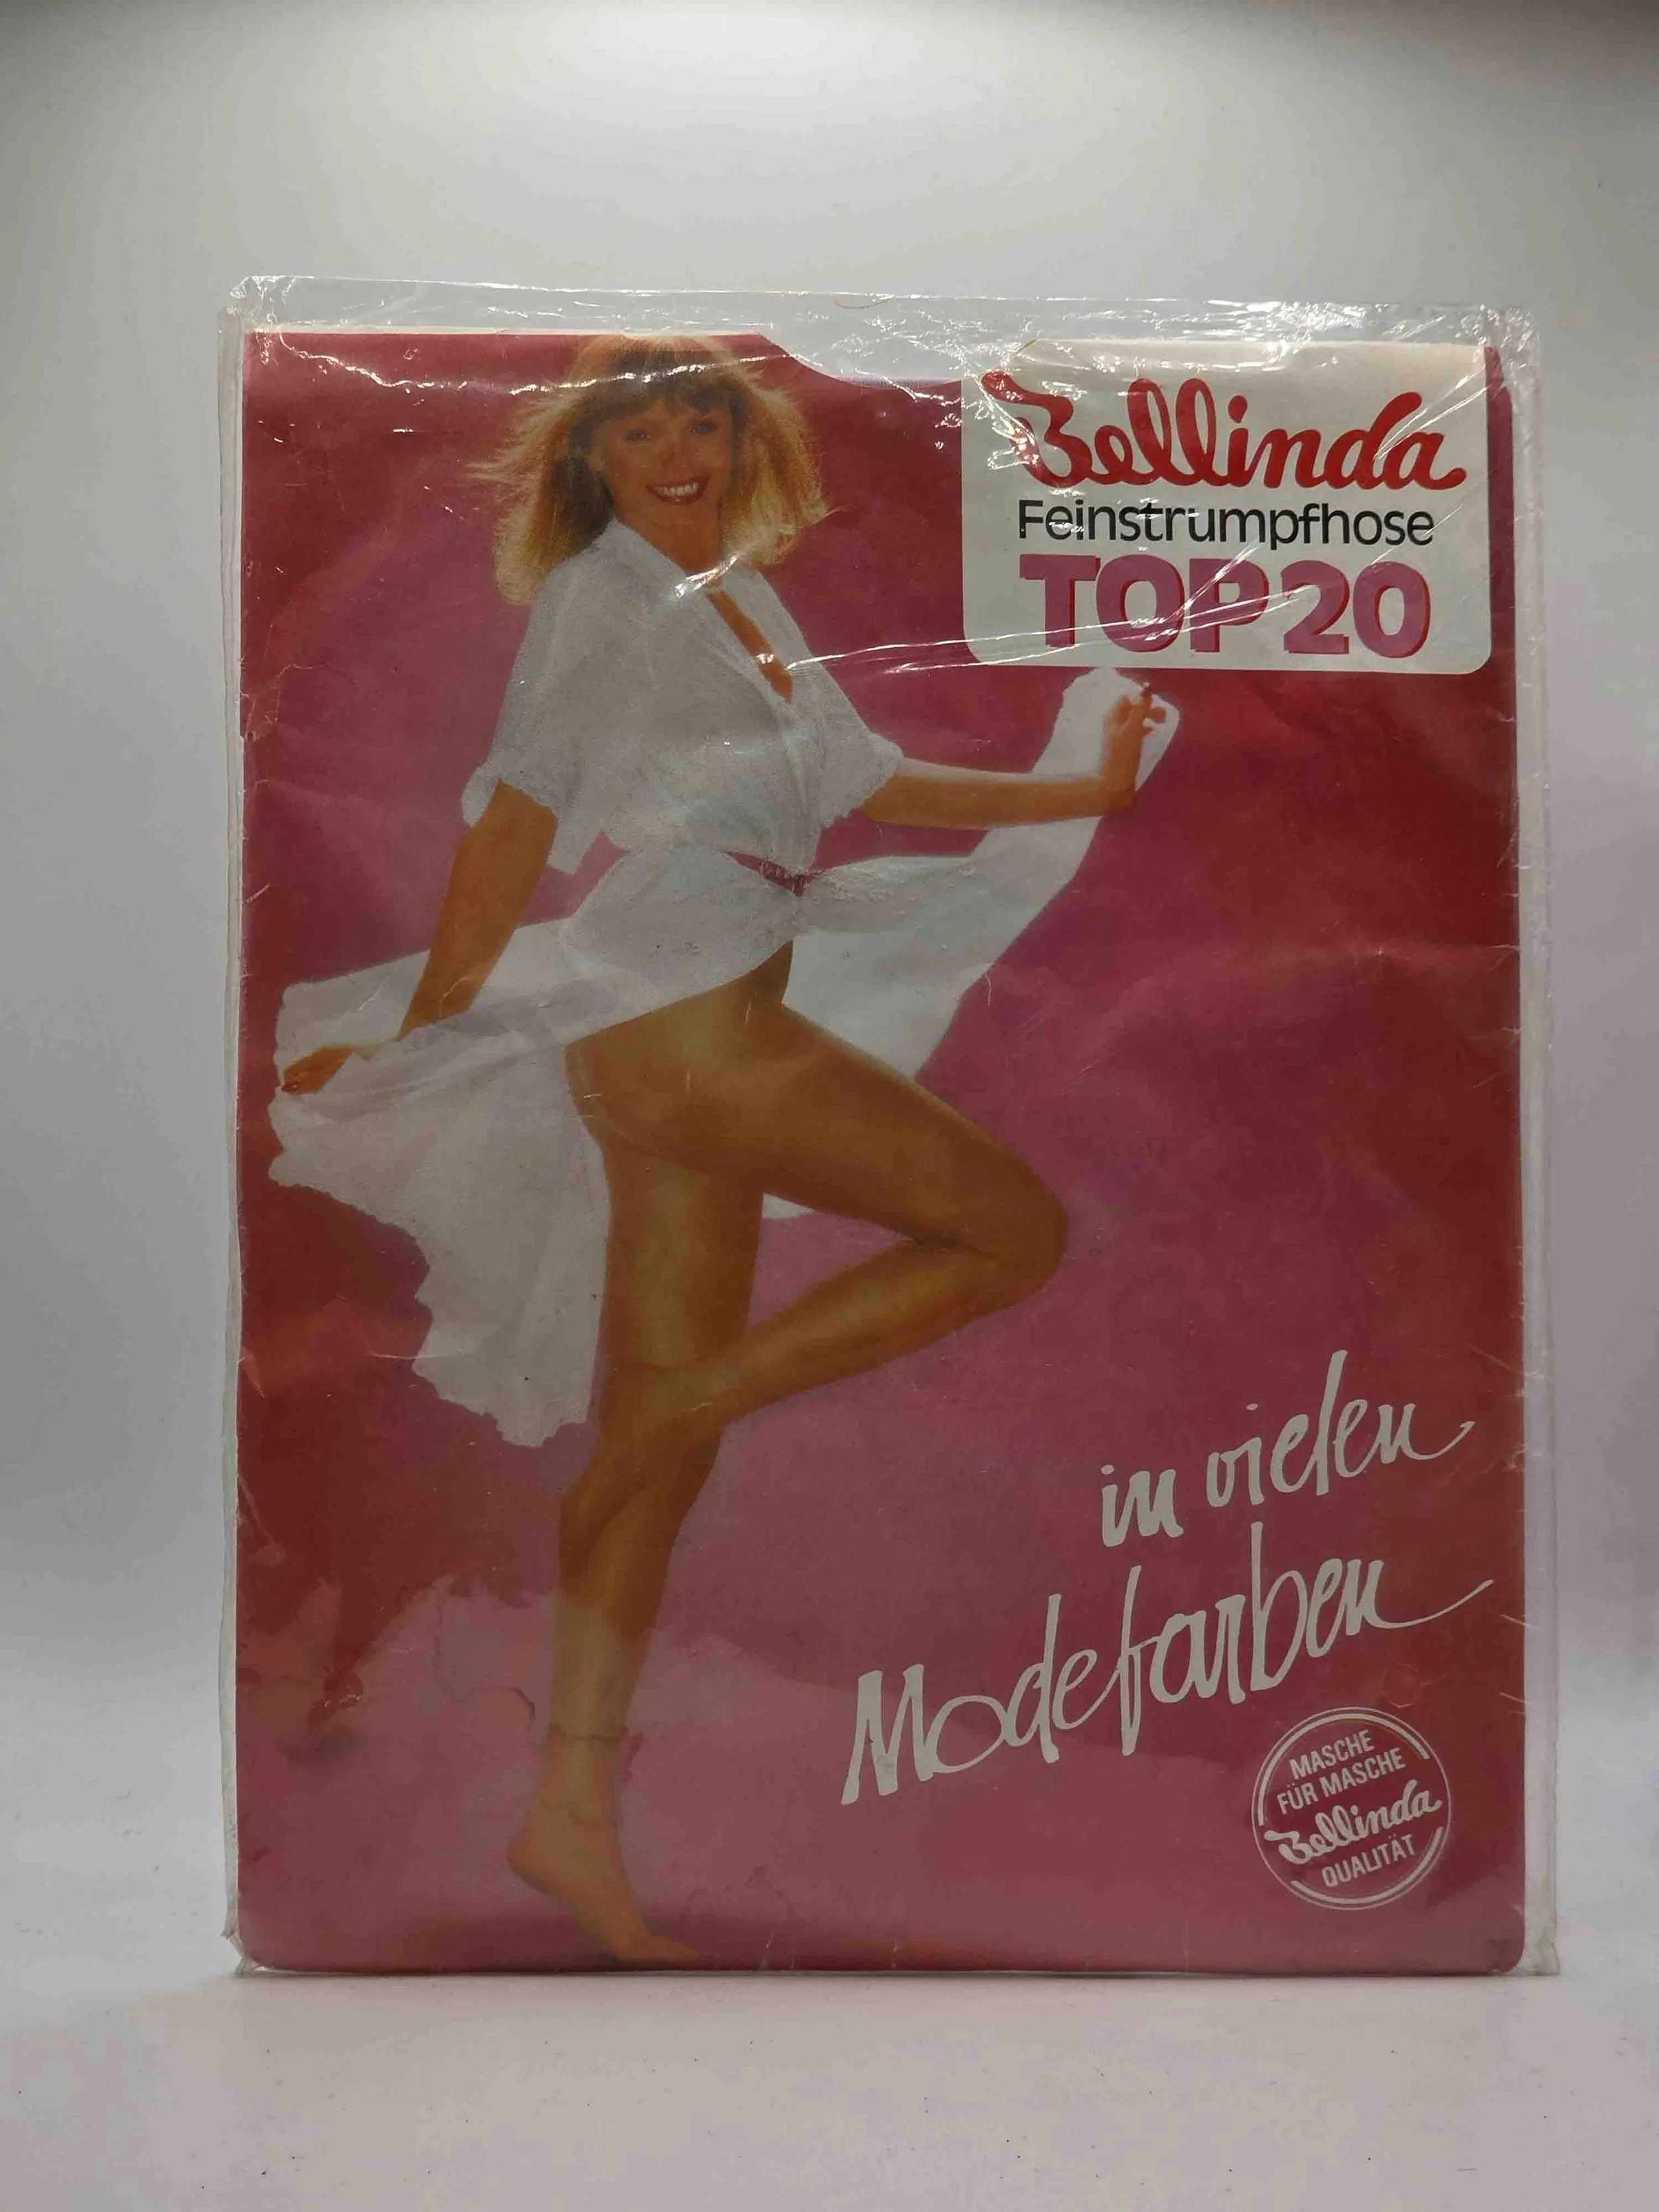 Bellinda
Feinstrumpfhose
TOP 20
in vielen
Modefarben
MASCHE
FÜR MASCHE
Bellinda
QUALITÄT